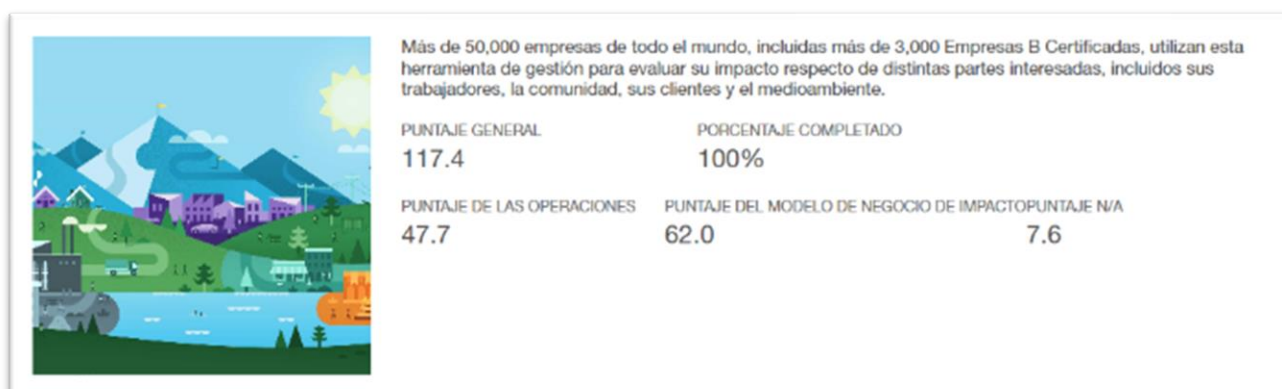 Más de 50,000 empresas de todo el mundo, incluidas más de 3,000 Empresas B Certificadas, utilizan esta
herramienta de gestión para evaluar su impacto respecto de distintas partes interesadas, incluidos sus
trabajadores, la comunidad, sus clientes y el medioambiente.
PUNTAJE GENERAL PORCENTAJE COMPLETADO
117.4 100%
PUNTAJE DE LAS OPERACIONES PUNTAJE DEL MODELO DE NEGOCIO DE IMPACTOPUNTAJE N/A
47.7 62.0 7.6